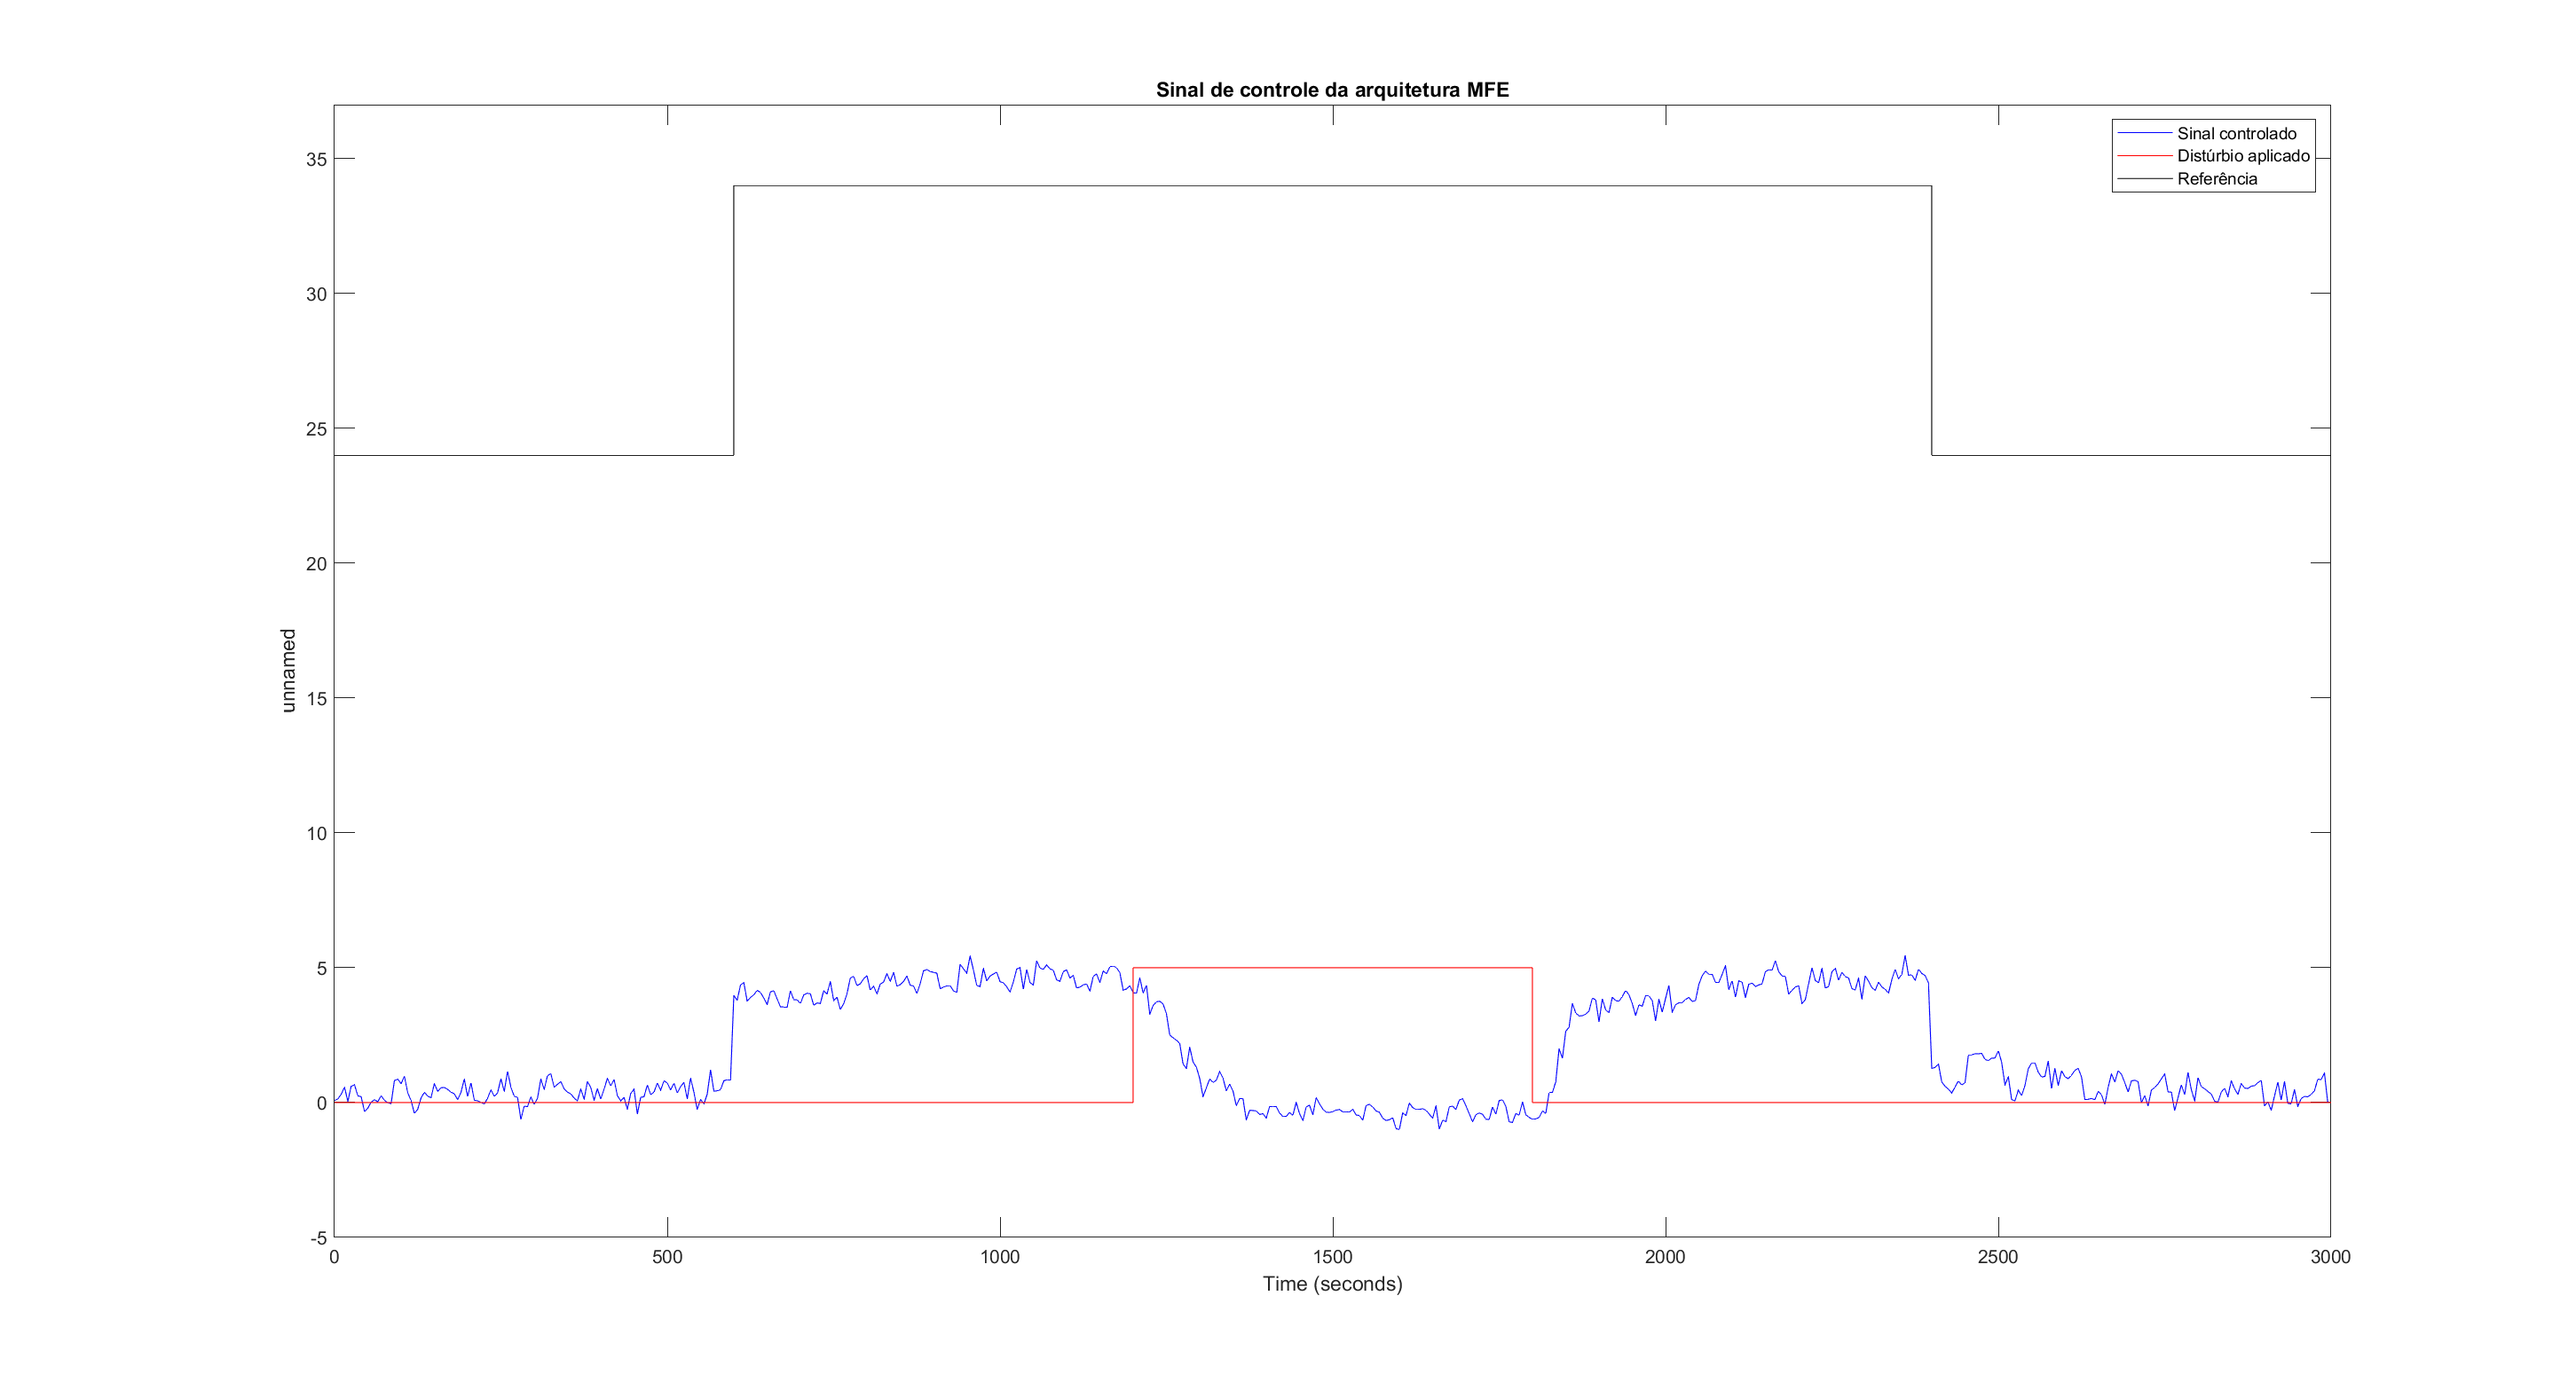 Sinal de controle da arquitetura MFE
Sinal controlado
Distúrbio aplicado
Referência
35
30
25
20
15
10
5
0
-5
unnamed
0 500 1000 1500 2000 2500 3000
Time (seconds)